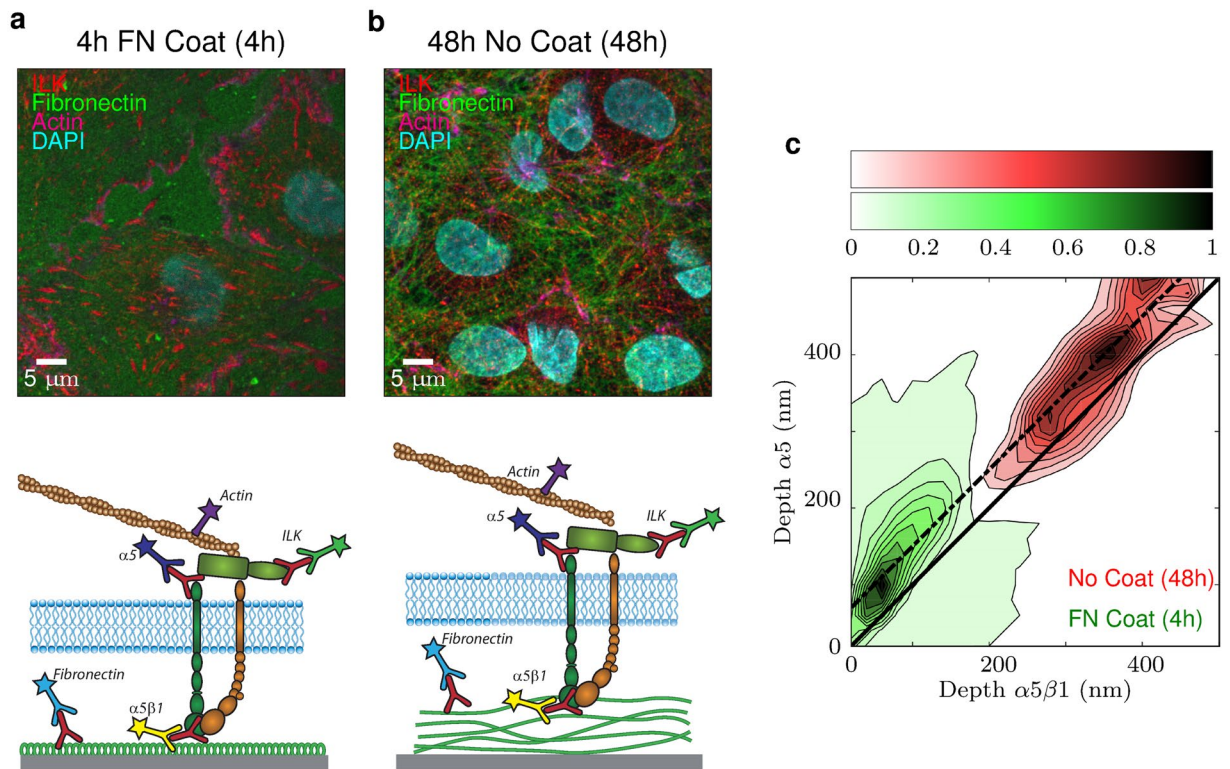 a
4h FN Coat (4h)
ILK
Fibronectin
Actin
DAPI
5 µm
Actin
α5
ILK
Fibronectin
α5β1
b
48h No Coat (48h)
ILK
Fibronectin
Actin
DAPI
5 µm
Actin
α5
ILK
Fibronectin
α5β1
c
0 0.2 0.4 0.6 0.8 1
Depth α5 (nm)
400
200
0
No Coat (48h)
FN Coat (4h)
0 200 400
Depth α5β1 (nm)